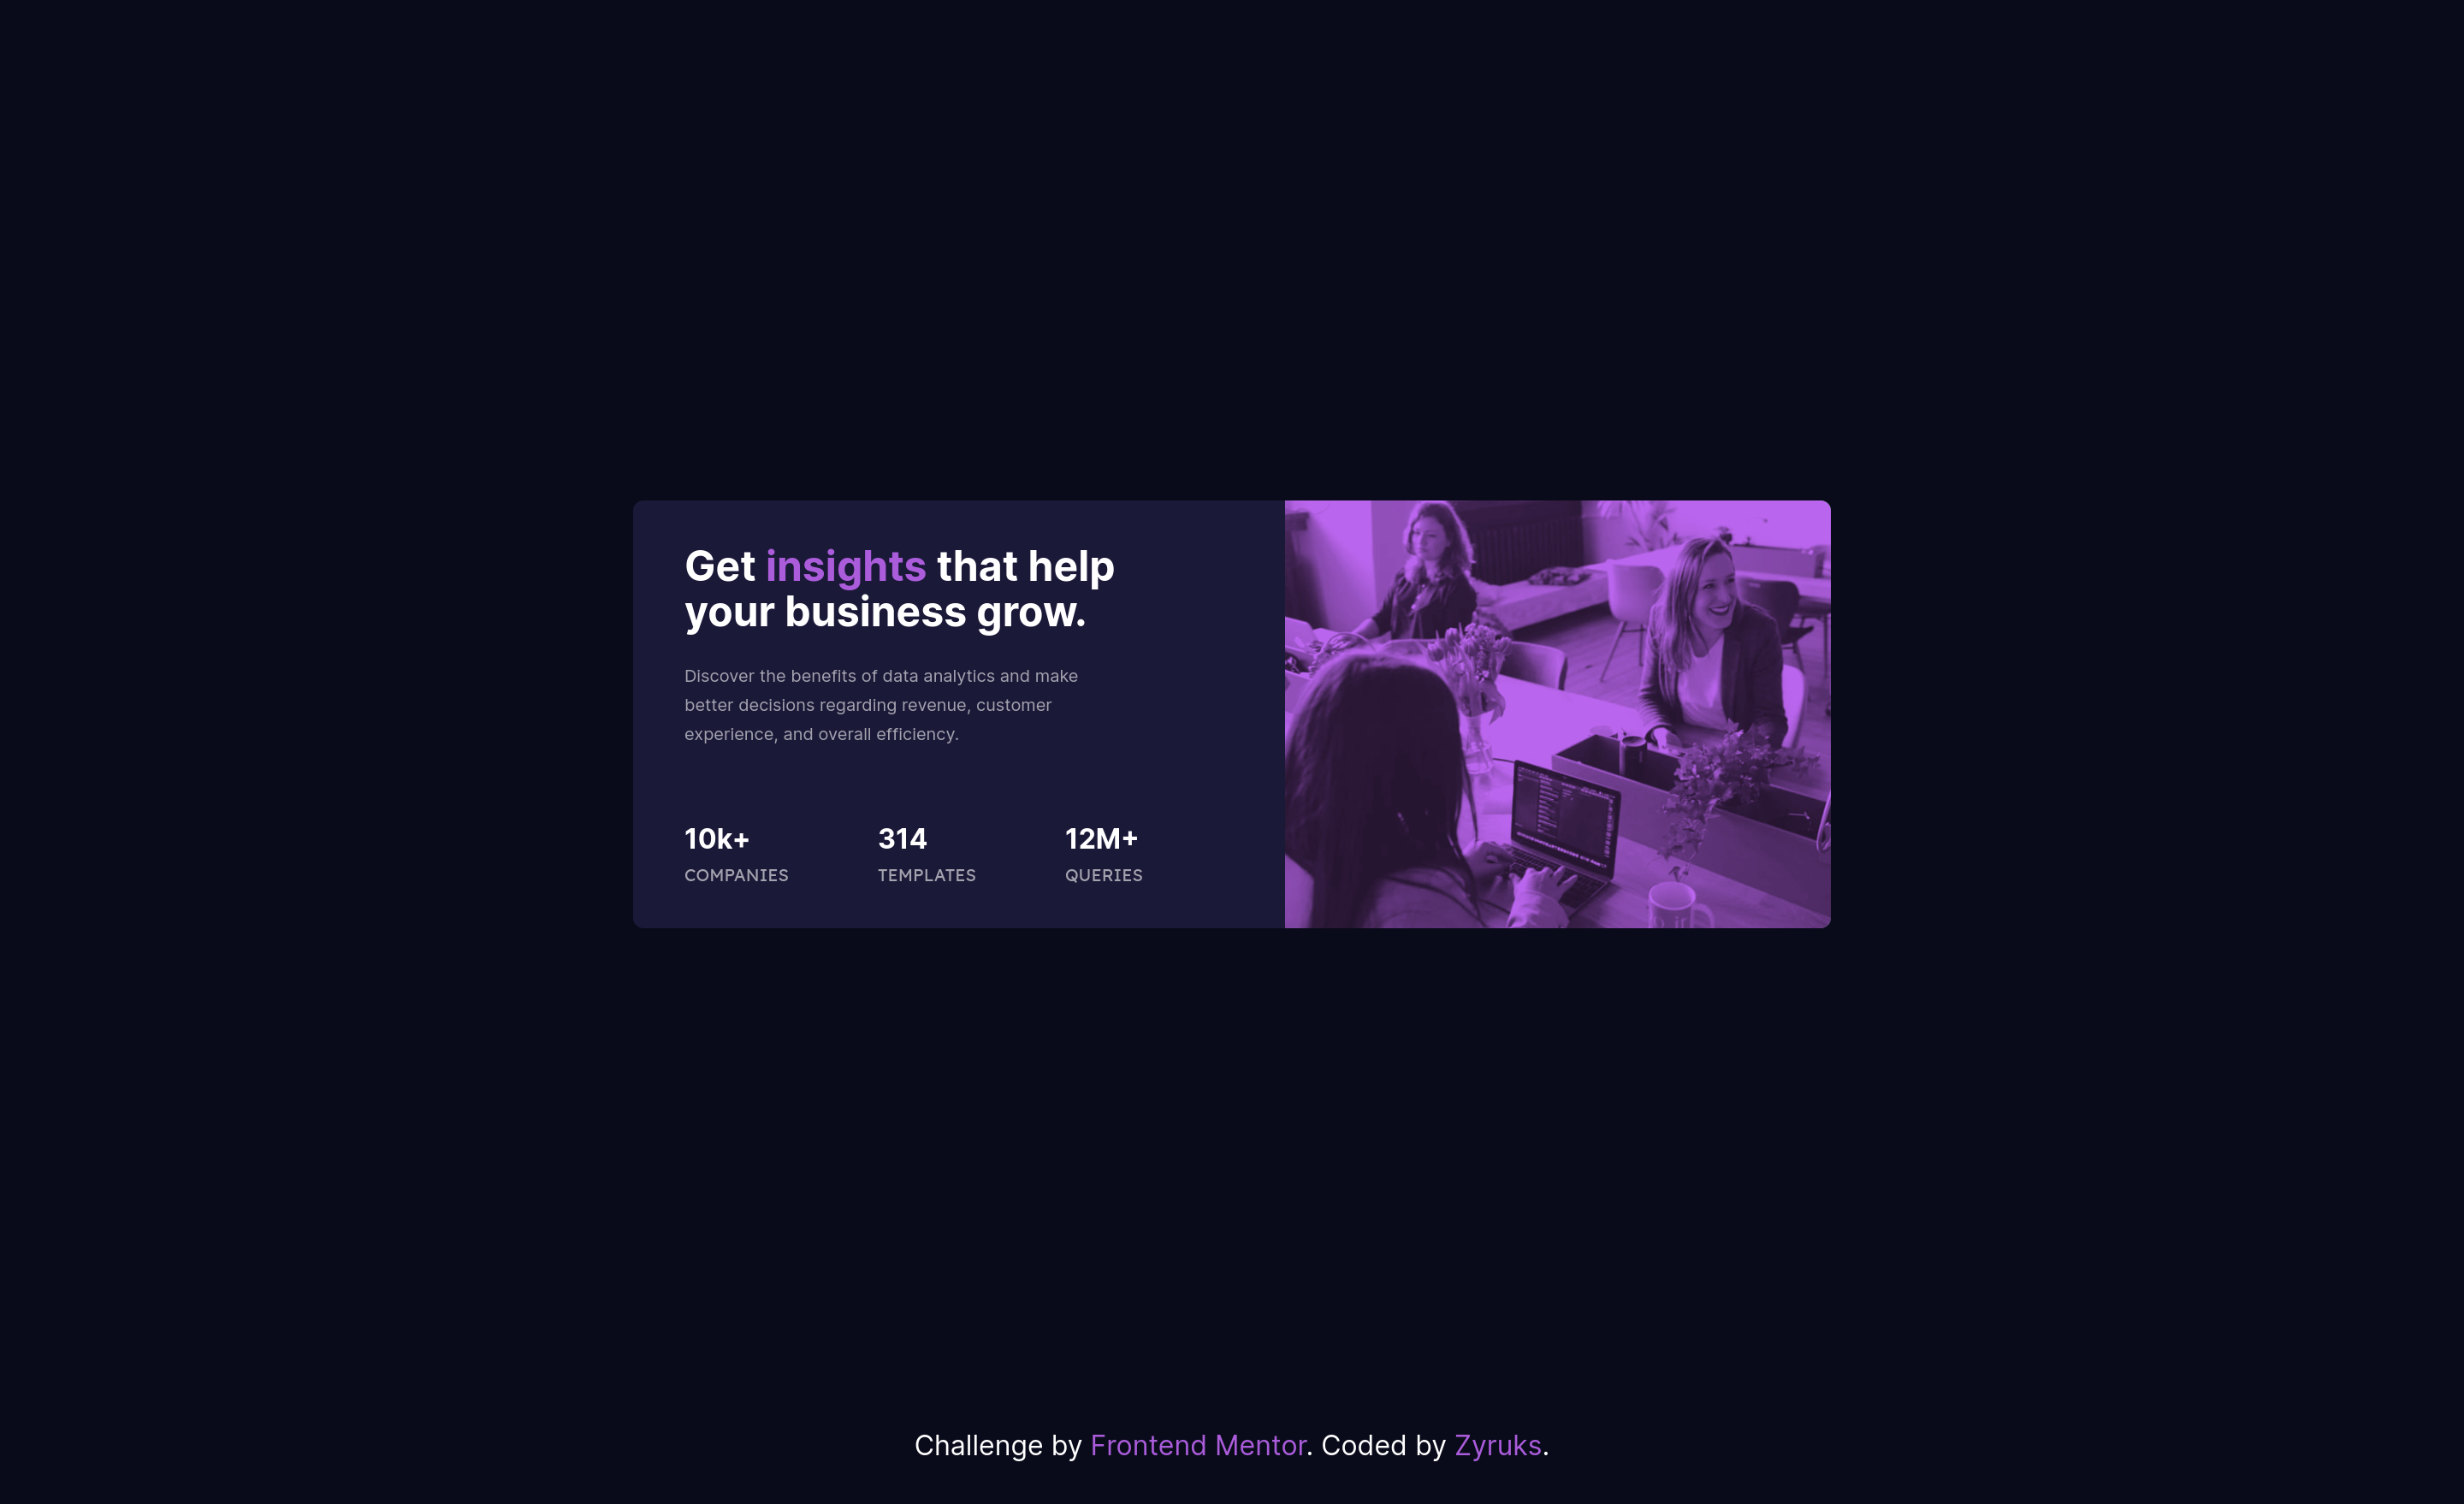 Get insights that help
your business grow.
Discover the benefits of data analytics and make
better decisions regarding revenue, customer
experience, and overall efficiency.
10k+ 314 12M+
COMPANIES TEMPLATES QUERIES
Challenge by Frontend Mentor. Coded by Zyruks.